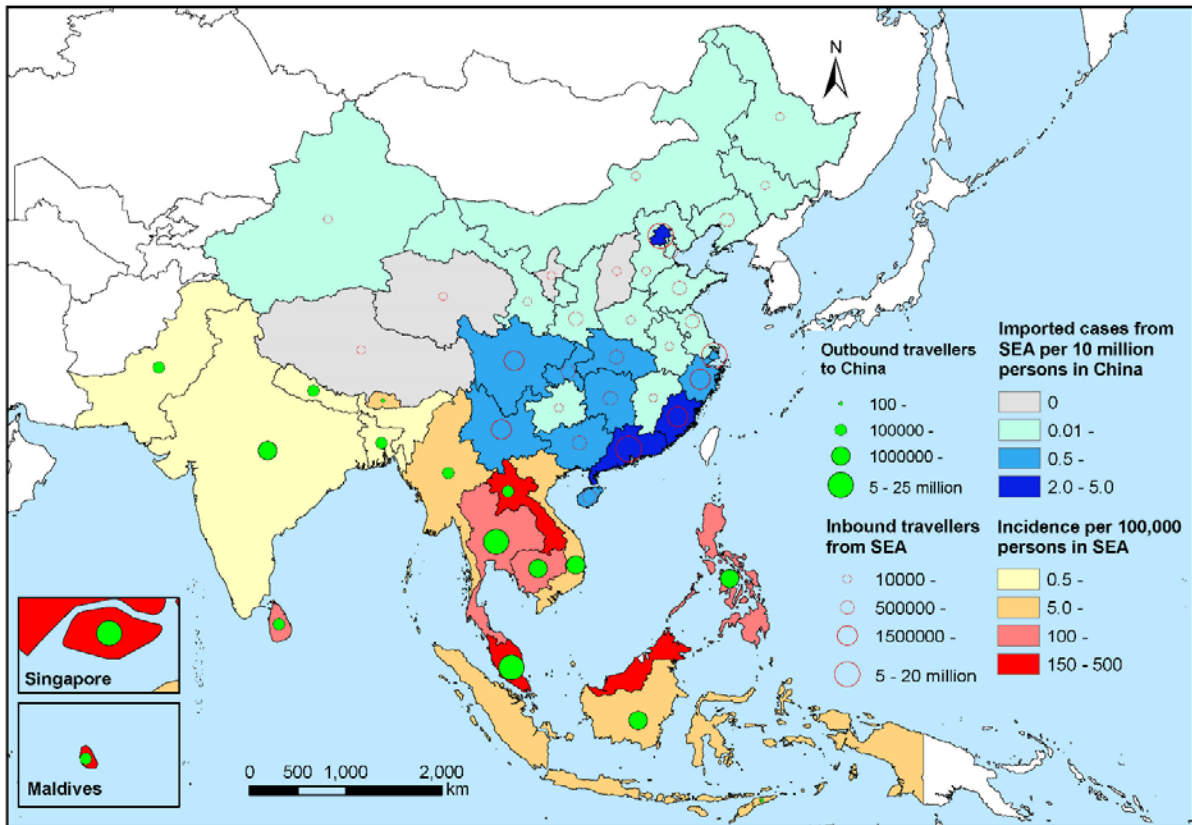 N
Outbound travellers
to China
100 -
100000 -
1000000 -
5 - 25 million
Inbound travellers
from SEA
10000 -
500000 -
1500000 -
5 - 20 million
Imported cases from
SEA per 10 million
persons in China
0
0.01 -
0.5 -
2.0 - 5.0
Incidence per 100,000
persons in SEA
0.5 -
5.0 -
100 -
150 - 500
Singapore
Maldives
0 500 1,000 2,000
km